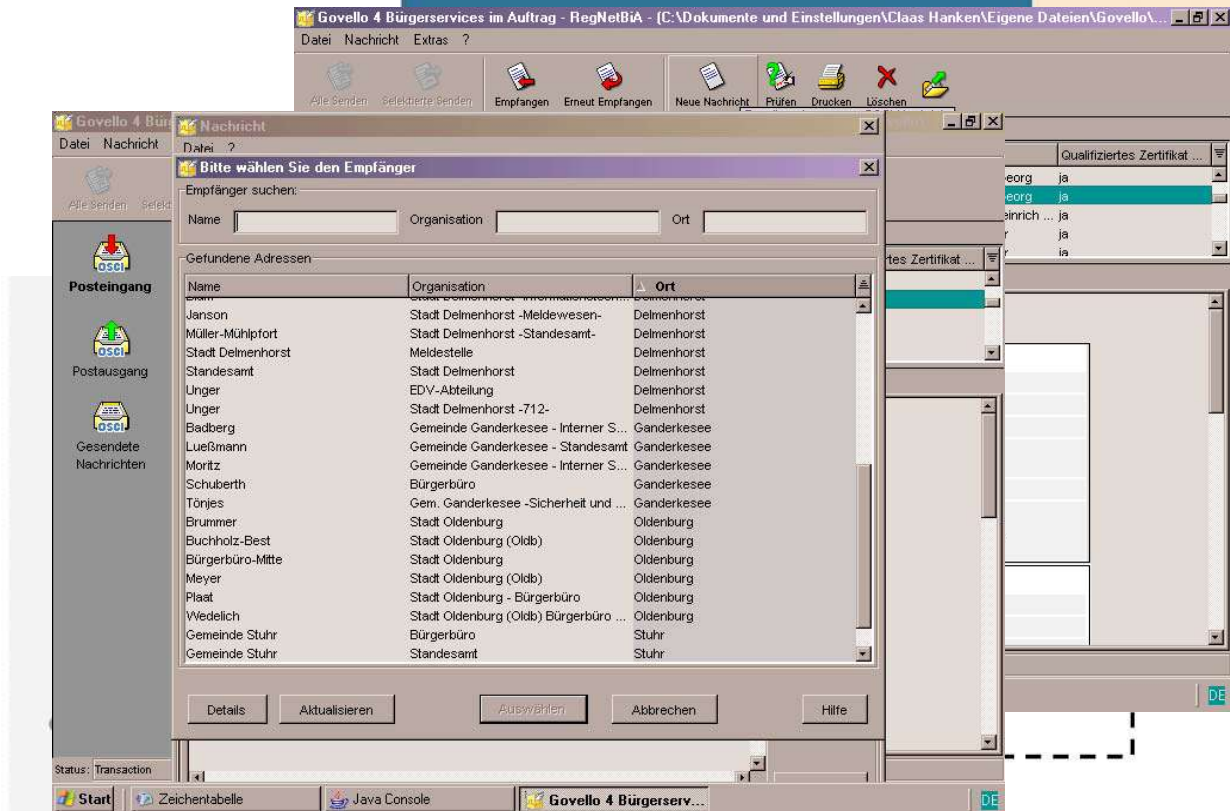 Govello 4 Bürgerservices im Auftrag - RegNetBiA - (C:\Dokumente und Einstellungen\Claas Hanken\Eigene Dateien\Govello\...
Datei Nachricht Extras ?
Alle Senden Selektierte Senden Empfangen Erneut Empfangen Neue Nachricht Prüfen Drucken Löschen
Qualifiziertes Zertifikat ...
eorg ja
eorg ja
einrich ... ja
r ja
ja
Govello 4 Bür
Datei Nachricht
Alle Senden Selekt
Posteingang
Postausgang
Gesendete
Nachrichten
OSCI
OSCI
OSCI
tes Zertifikat ...
Nachricht
Datei ?
Bitte wählen Sie den Empfänger
Empfänger suchen:
Name Organisation Ort
Gefundene Adressen
Name Organisation Ort
Janson Stadt Delmenhorst -Meldewesen- Delmenhorst
Müller-Mühlpfort Stadt Delmenhorst -Standesamt- Delmenhorst
Stadt Delmenhorst Meldestelle Delmenhorst
Standesamt Stadt Delmenhorst Delmenhorst
Unger EDV-Abteilung Delmenhorst
Unger Stadt Delmenhorst -712- Delmenhorst
Badberg Gemeinde Ganderkesee - Interner S... Ganderkesee
Lueßmann Gemeinde Ganderkesee - Standesamt Ganderkesee
Moritz Gemeinde Ganderkesee - Interner S... Ganderkesee
Schuberth Bürgerbüro Ganderkesee
Tönjes Gem. Ganderkesee -Sicherheit und ... Ganderkesee
Brummer Stadt Oldenburg Oldenburg
Buchholz-Best Stadt Oldenburg (Oldb) Oldenburg
Bürgerbüro-Mitte Stadt Oldenburg Oldenburg
Meyer Stadt Oldenburg (Oldb) Oldenburg
Plaat Stadt Oldenburg - Bürgerbüro Oldenburg
Wedelich Stadt Oldenburg (Oldb) Bürgerbüro ... Oldenburg
Gemeinde Stuhr Bürgerbüro Stuhr
Gemeinde Stuhr Standesamt Stuhr
Details Aktualisieren Auswählen Abbrechen Hilfe
DE
Status: Transaction
Start Zeichentabelle Java Console Govello 4 Bürgerserv... DE